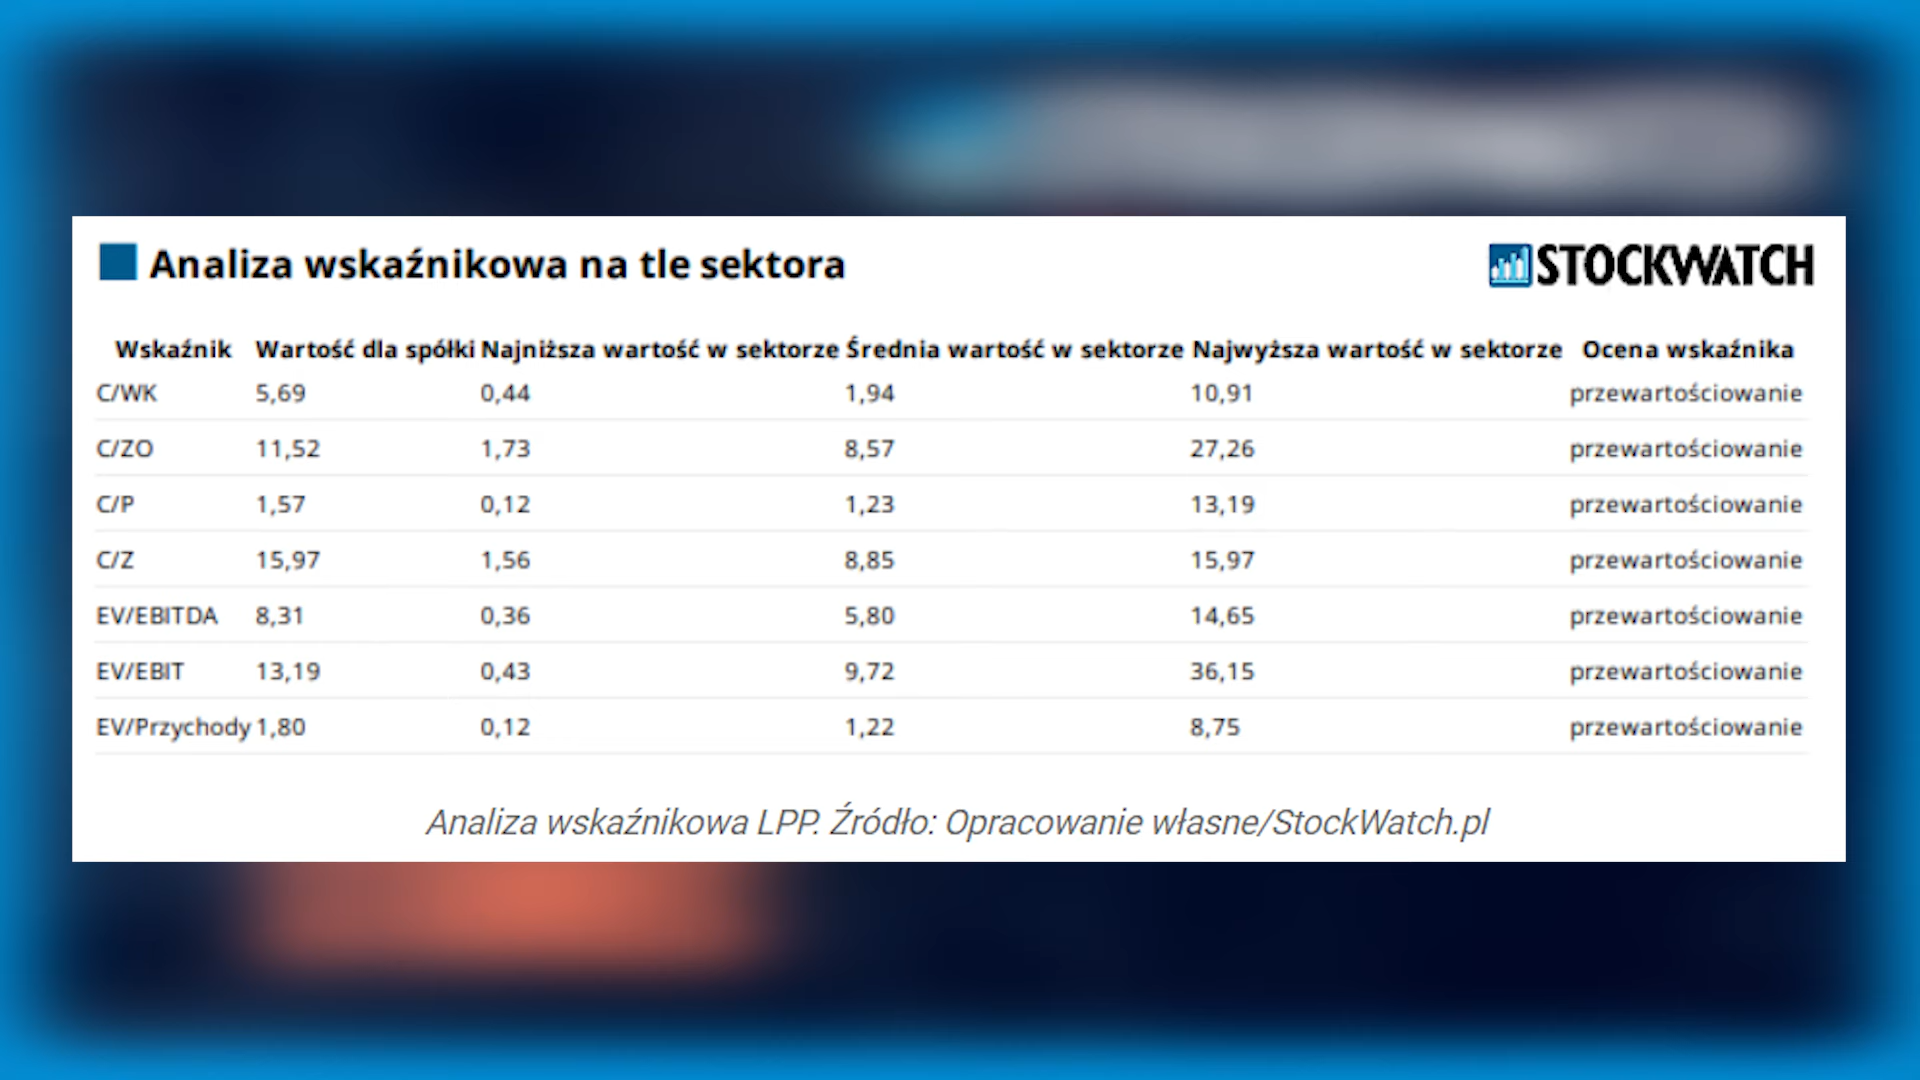 Analiza wskaźnikowa na tle sektora
STOCKWATCH
Wskaźnik Wartość dla spółki Najniższa wartość w sektorze Średnia wartość w sektorze Najwyższa wartość w sektorze Ocena wskaźnika
C/WK 5,69 0,44 1,94 10,91 przewartościowanie
C/ZO 11,52 1,73 8,57 27,26 przewartościowanie
C/P 1,57 0,12 1,23 13,19 przewartościowanie
C/Z 15,97 1,56 8,85 15,97 przewartościowanie
EV/EBITDA 8,31 0,36 5,80 14,65 przewartościowanie
EV/EBIT 13,19 0,43 9,72 36,15 przewartościowanie
EV/Przychody 1,80 0,12 1,22 8,75 przewartościowanie
Analiza wskaźnikowa LPP. Źródło: Opracowanie własne/StockWatch.pl